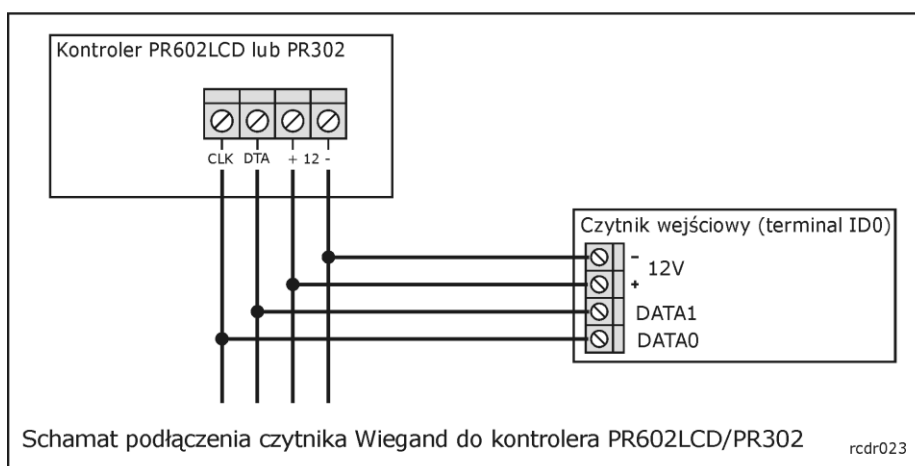 Kontroler PR602LCD lub PR302
CLK DTA + 12 -
Czytnik wejściowy (terminal ID0)
-
12V
+
DATA1
DATA0
Schamat podłączenia czytnika Wiegand do kontrolera PR602LCD/PR302
rcdr023